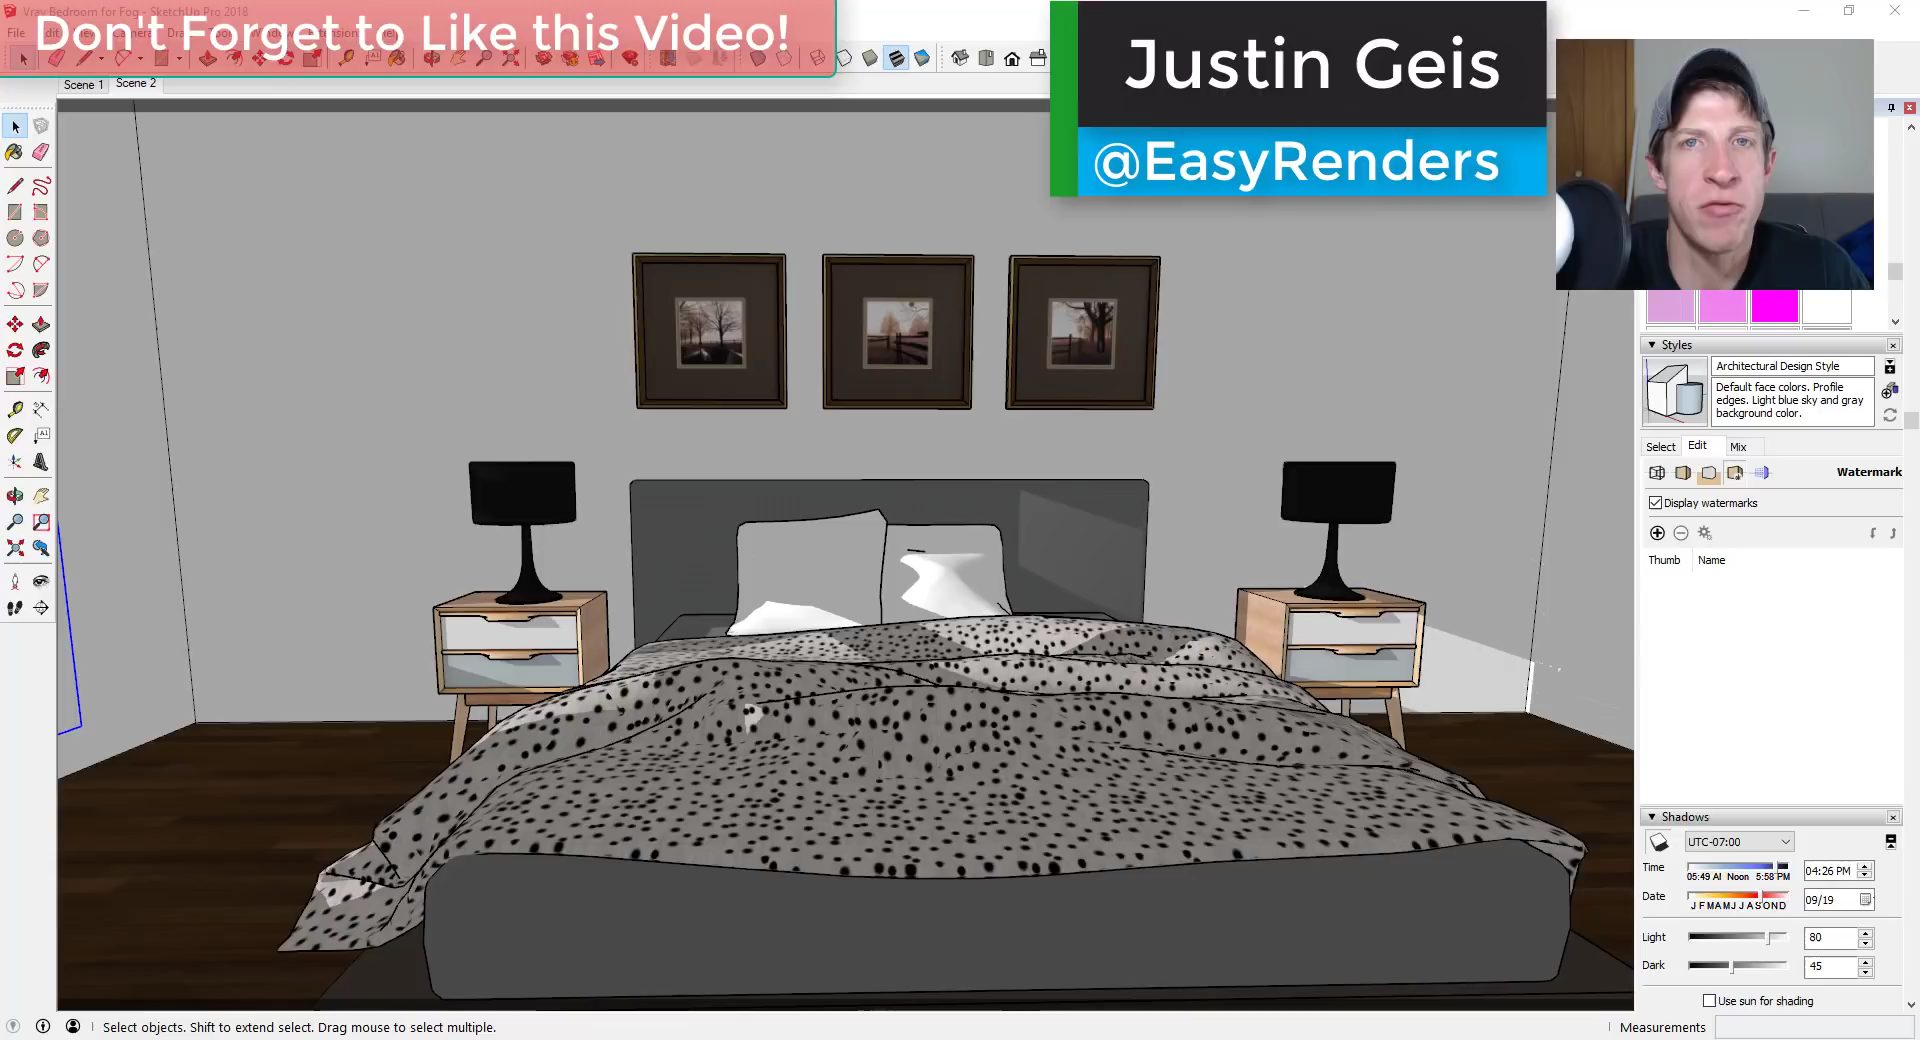 Vray Bedroom for Fog - SketchUp Pro 2018
Don't Forget to Like this Video!
File
Justin Geis
@EasyRenders
Scene 1
Scene 2
Styles
Architectural Design Style
Default face colors. Profile
edges. Light blue sky and gray
background color.
Select
Edit
Mix
Watermark
Display watermarks
Thumb
Name
Shadows
UTC-07:00
Time
05:49 AI
Noon
5:58 PM
04:26 PM
Date
J F M A M J J A S O N D
09/19
Light
80
Dark
45
Use sun for shading
Select objects. Shift to extend select. Drag mouse to select multiple.
Measurements